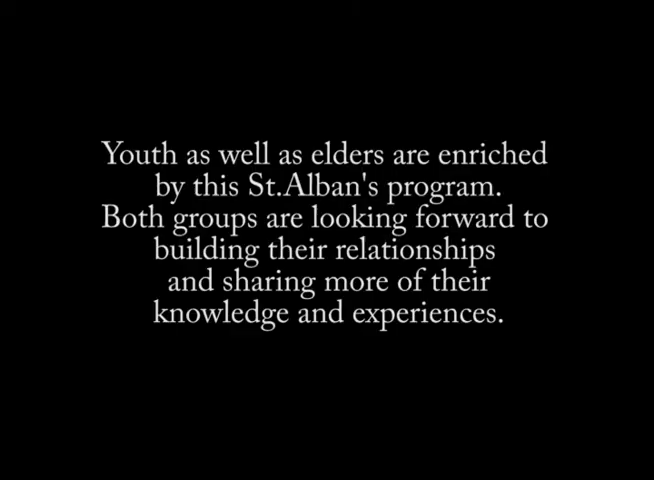 Youth as well as elders are enriched
by this St.Alban's program.
Both groups are looking forward to
building their relationships
and sharing more of their
knowledge and experiences.